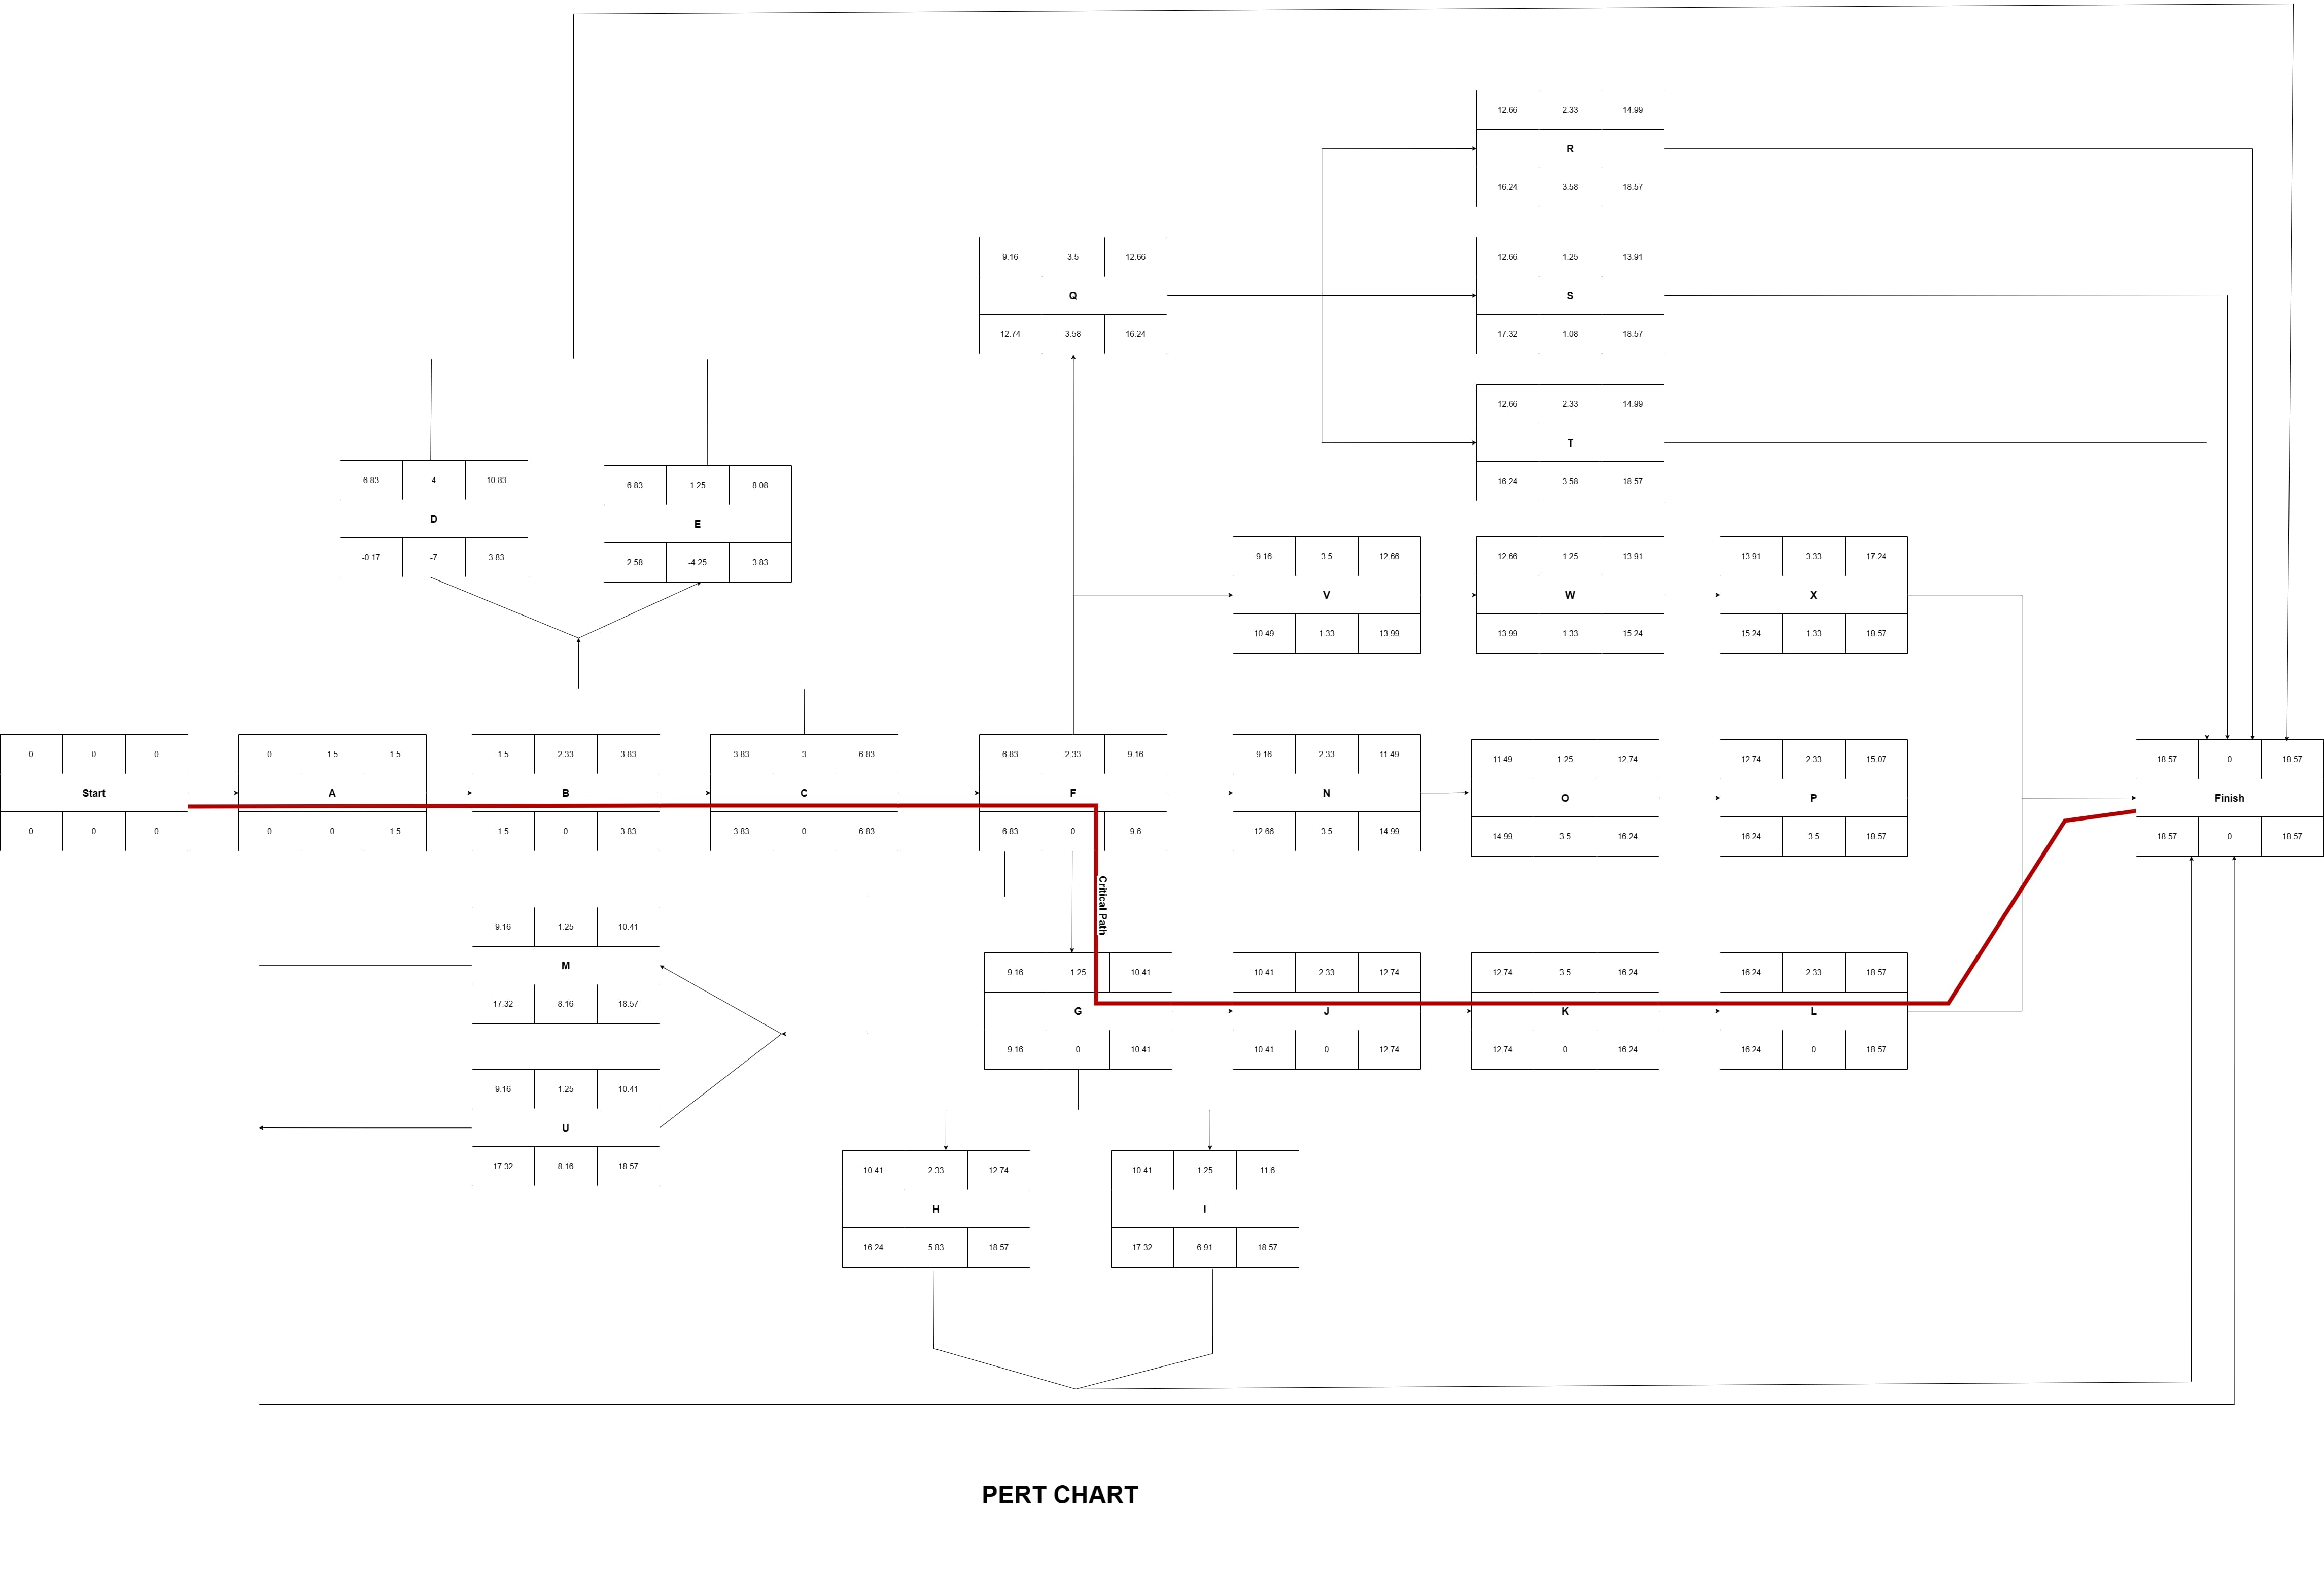 12.66 2.33 14.99
R
16.24 3.58 18.57
9.16 3.5 12.66
Q
12.74 3.58 16.24
12.66 1.25 13.91
S
17.32 1.08 18.57
12.66 2.33 14.99
T
16.24 3.58 18.57
6.83 4 10.83
D
-0.17 -7 3.83
6.83 1.25 8.08
E
2.58 -4.25 3.83
9.16 3.5 12.66
V
10.49 1.33 13.99
12.66 1.25 13.91
W
13.99 1.33 15.24
13.91 3.33 17.24
X
15.24 1.33 18.57
0 0 0
Start
0 0 0
0 1.5 1.5
A
0 0 1.5
1.5 2.33 3.83
B
1.5 0 3.83
3.83 3 6.83
C
3.83 0 6.83
6.83 2.33 9.16
F
6.83 0 9.6
9.16 2.33 11.49
N
12.66 3.5 14.99
11.49 1.25 12.74
O
14.99 3.5 16.24
12.74 2.33 15.07
P
16.24 3.5 18.57
18.57 0 18.57
Finish
18.57 0 18.57
Critical Path
9.16 1.25 10.41
M
17.32 8.16 18.57
9.16 1.25 10.41
G
9.16 0 10.41
10.41 2.33 12.74
J
10.41 0 12.74
12.74 3.5 16.24
K
12.74 0 16.24
16.24 2.33 18.57
L
16.24 0 18.57
9.16 1.25 10.41
U
17.32 8.16 18.57
10.41 2.33 12.74
H
16.24 5.83 18.57
10.41 1.25 11.6
I
17.32 6.91 18.57
PERT CHART